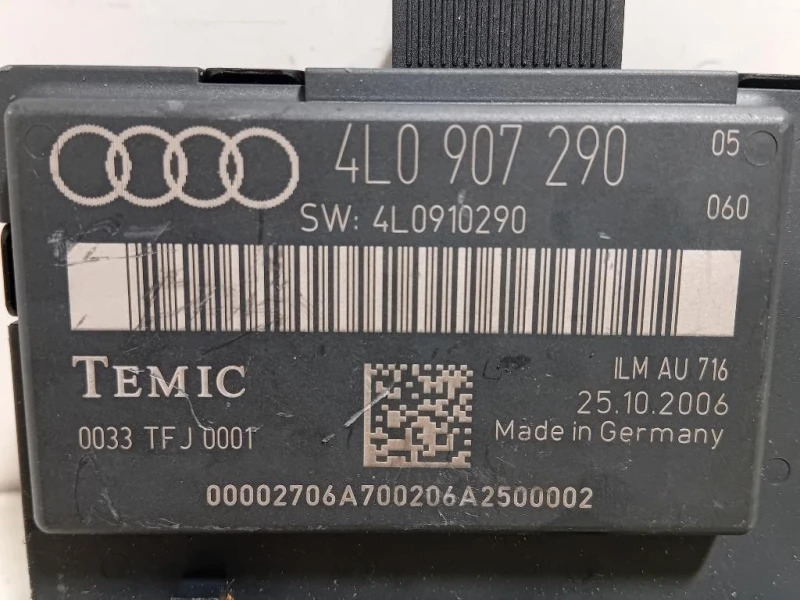 4L0 907 290 05
SW: 4L0910290 060
TEMIC ILM AU 716
25.10.2006
0033 TFJ 0001 Made in Germany
00002706A700206A2500002